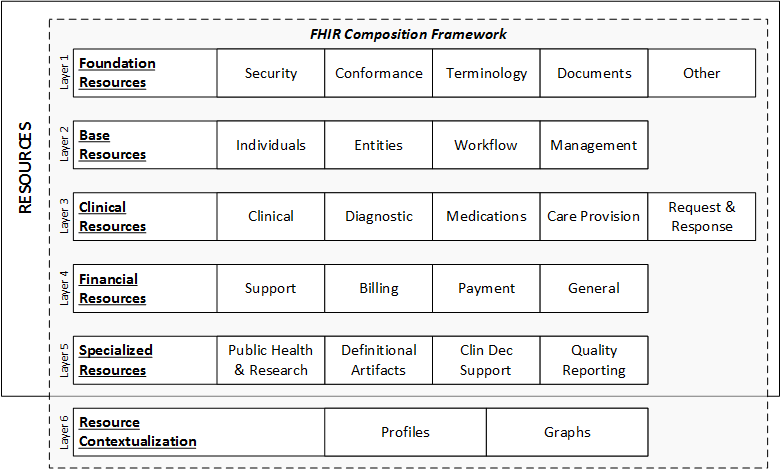 FHIR Composition Framework
RESOURCES
Layer 1
Foundation
Resources
Security
Conformance
Terminology
Documents
Other
Layer 2
Base
Resources
Individuals
Entities
Workflow
Management
Layer 3
Clinical
Resources
Clinical
Diagnostic
Medications
Care Provision
Request &
Response
Layer 4
Financial
Resources
Support
Billing
Payment
General
Layer 5
Specialized
Resources
Public Health
& Research
Definitional
Artifacts
Clin Dec
Support
Quality
Reporting
Layer 6
Resource
Contextualization
Profiles
Graphs